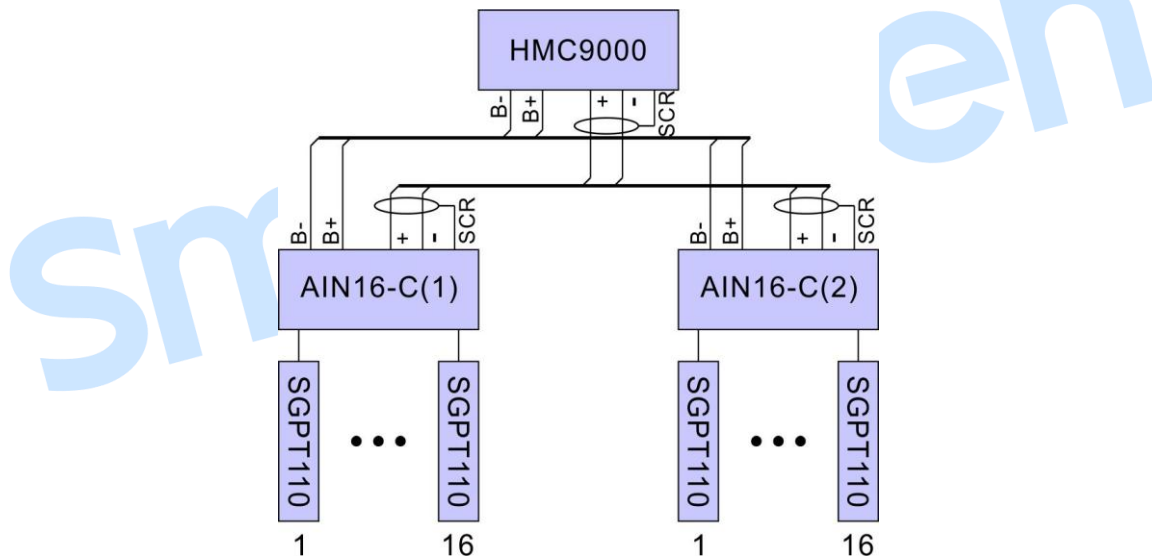 HMC9000
B-
B+
+
-
SCR
B-
B+
+
-
SCR
B-
B+
+
-
SCR
AIN16-C(1)
AIN16-C(2)
SGPT110
SGPT110
SGPT110
SGPT110
1
16
1
16